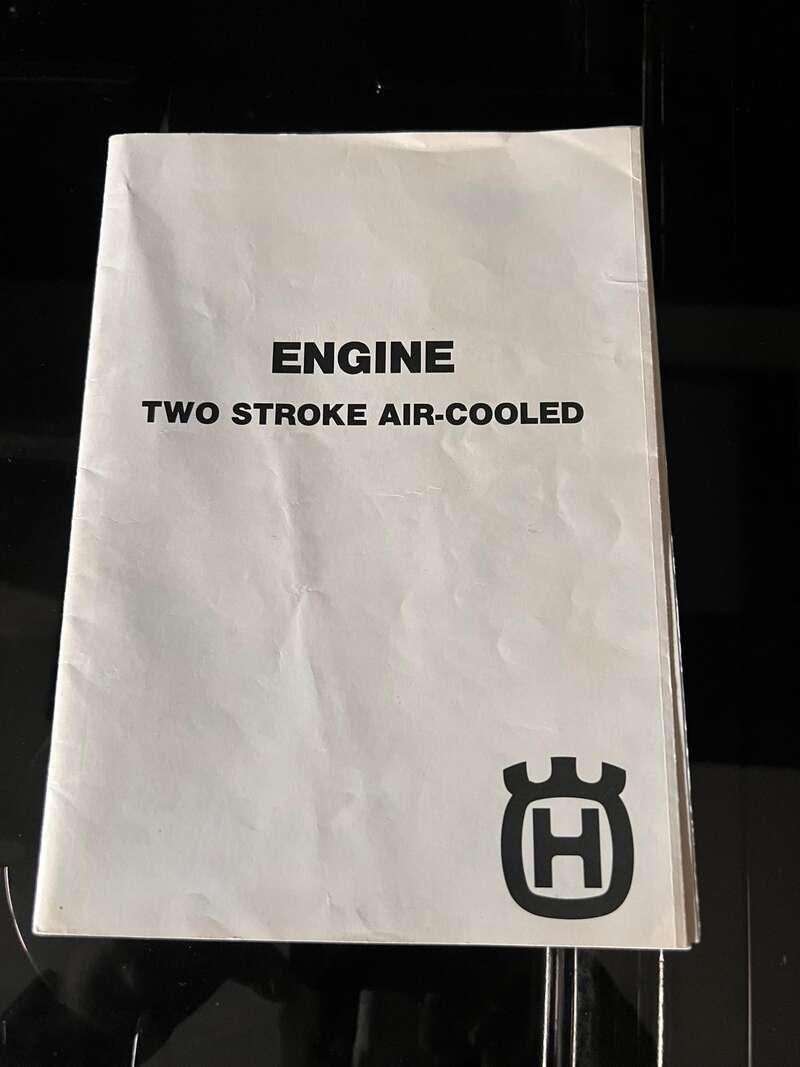 ENGINE
TWO STROKE AIR-COOLED
H